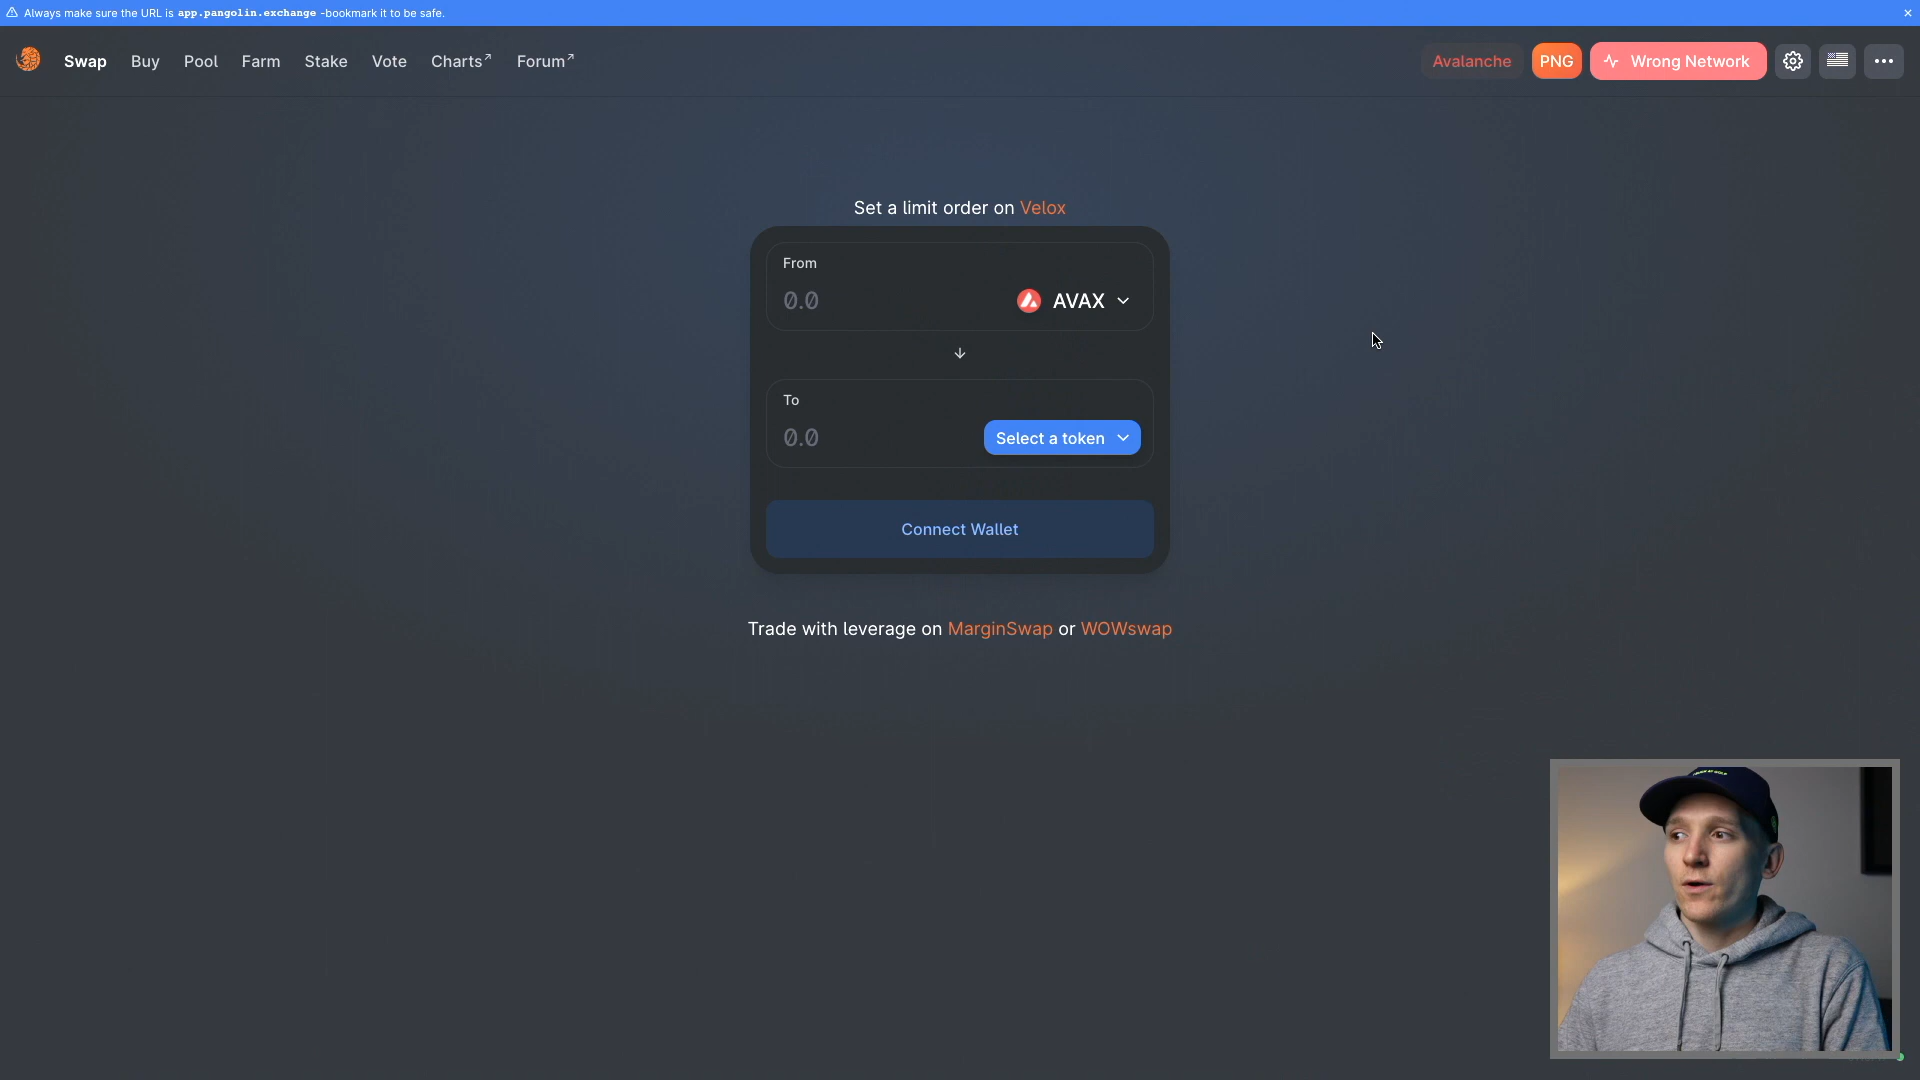 Always make sure the URL is app.pangolin.exchange -bookmark it to be safe.
Swap Buy Pool Farm Stake Vote Charts↗ Forum↗ Avalanche PNG Wrong Network
Set a limit order on Velox
From
0.0 AVAX
To
0.0 Select a token
Connect Wallet
Trade with leverage on MarginSwap or WOWswap